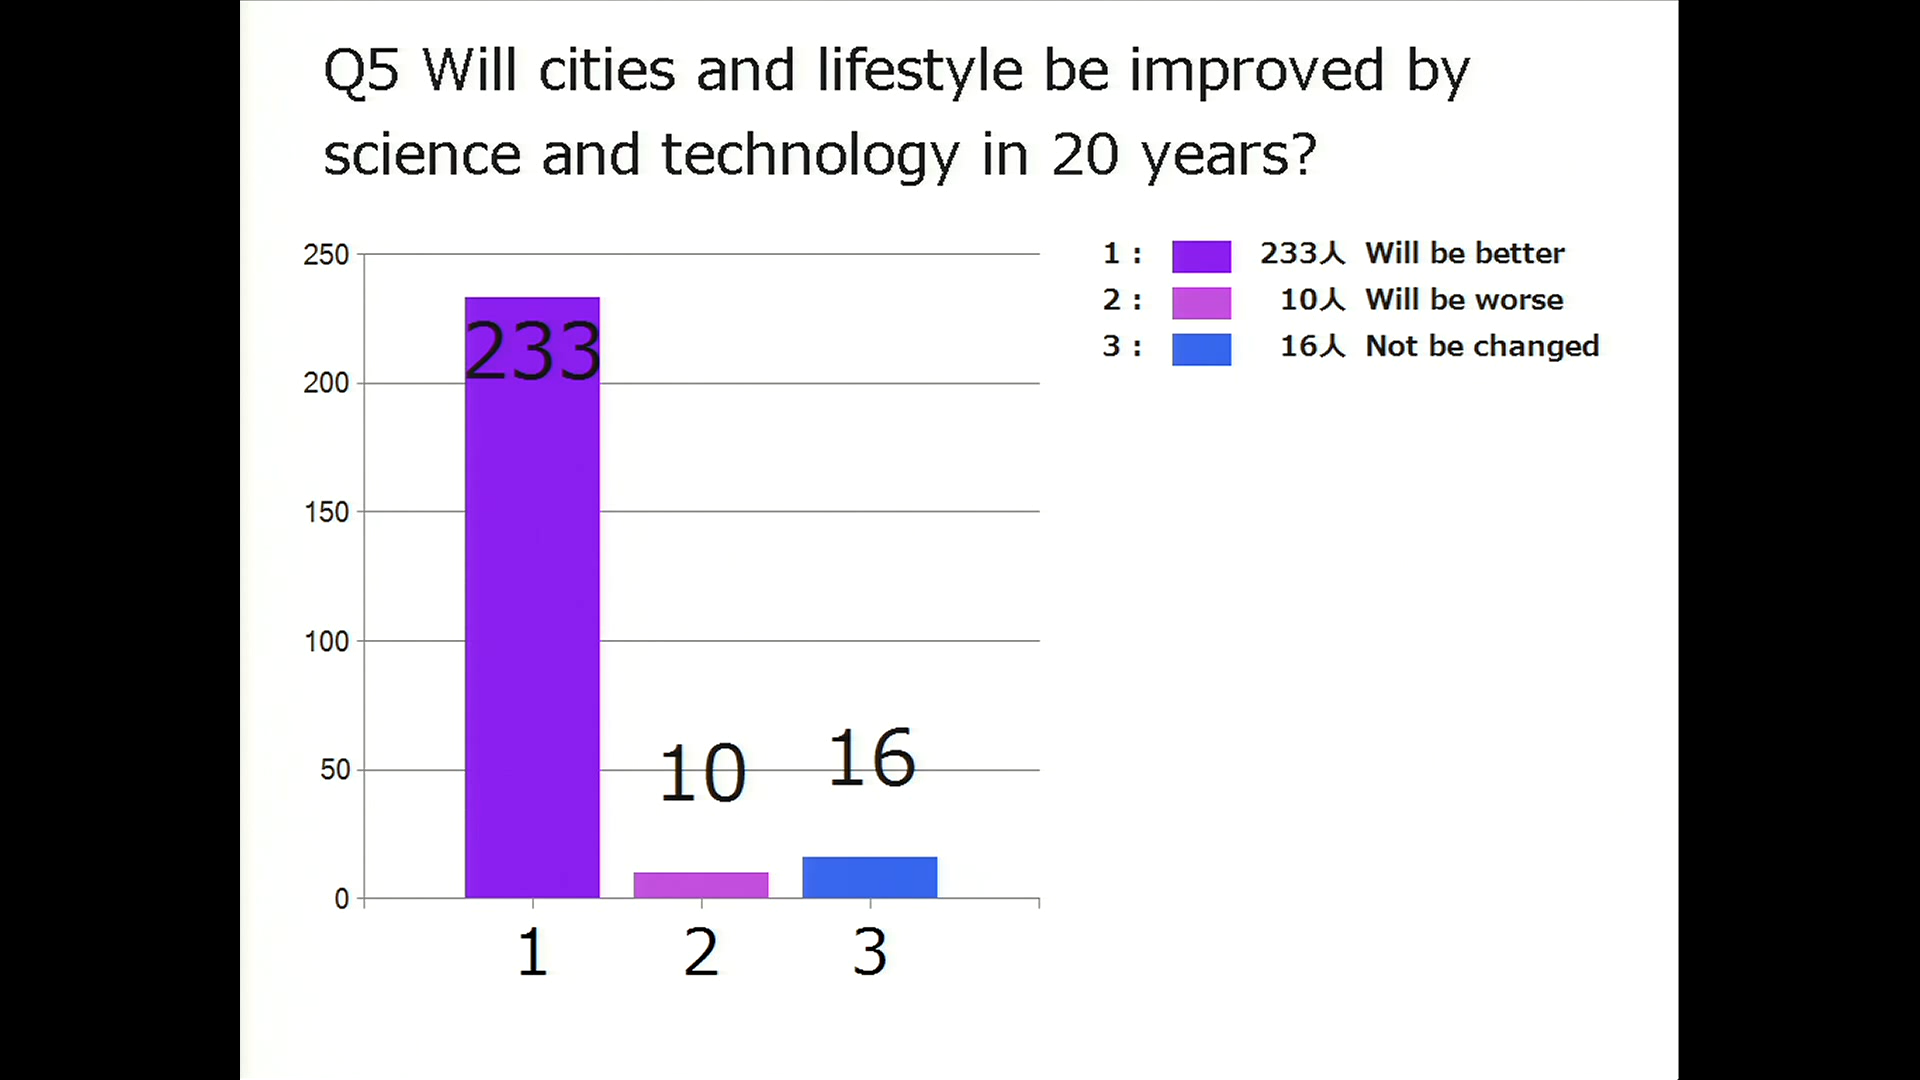 Q5 Will cities and lifestyle be improved by
science and technology in 20 years?
250
200
150
100
50
0
233
10
16
1
2
3
1 : 233人 Will be better
2 : 10人 Will be worse
3 : 16人 Not be changed